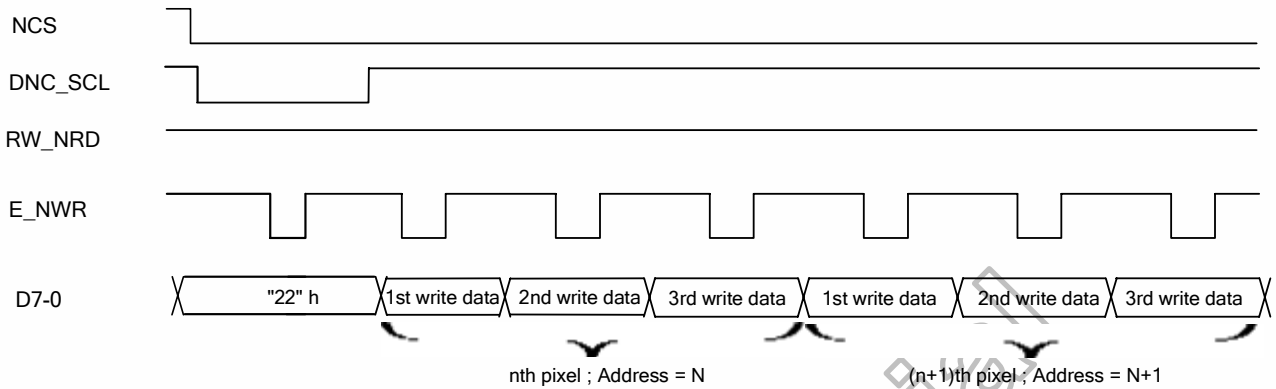 NCS
DNC_SCL
RW_NRD
E_NWR
D7-0 "22" h 1st write data 2nd write data 3rd write data 1st write data 2nd write data 3rd write data
nth pixel ; Address = N (n+1)th pixel ; Address = N+1